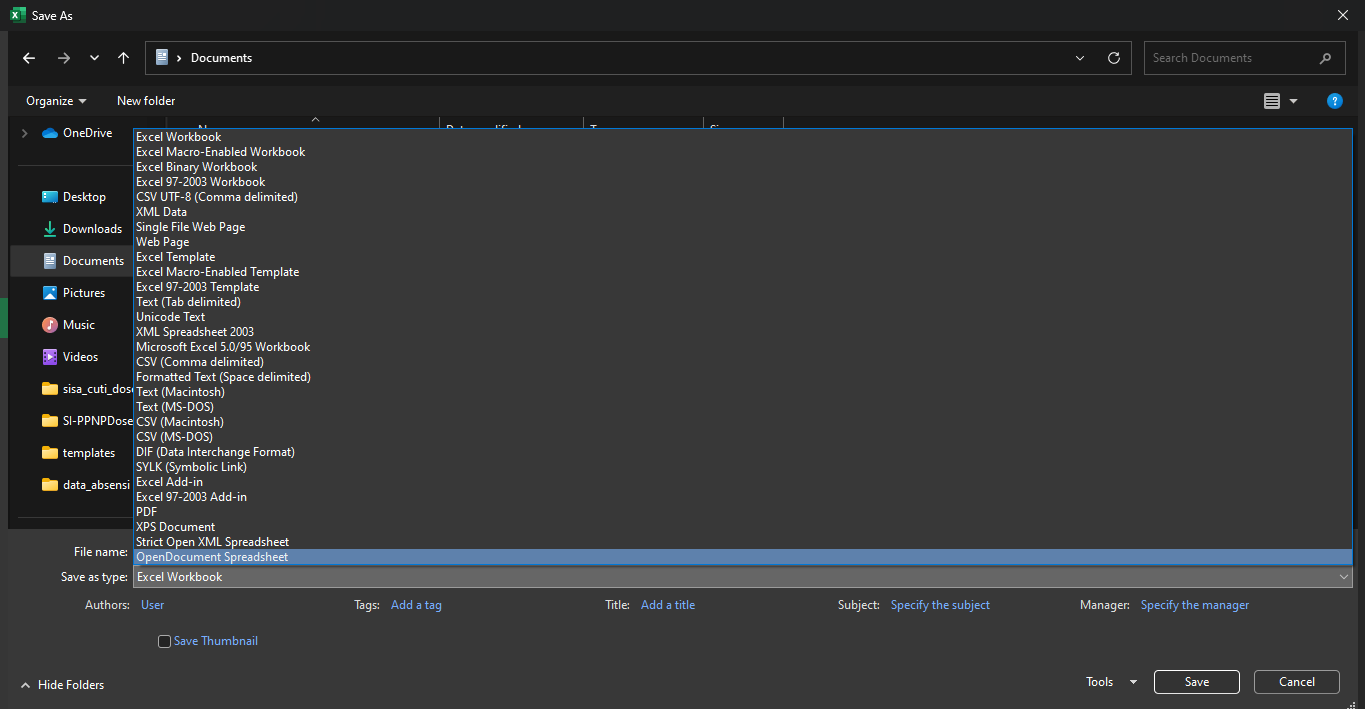 Save As
Documents
Search Documents
Organize
New folder
OneDrive
Desktop
Downloads
Documents
Pictures
Music
Videos
sisa_cuti_dos
SI-PPNPDose
templates
data_absensi
Excel Workbook
Excel Macro-Enabled Workbook
Excel Binary Workbook
Excel 97-2003 Workbook
CSV UTF-8 (Comma delimited)
XML Data
Single File Web Page
Web Page
Excel Template
Excel Macro-Enabled Template
Excel 97-2003 Template
Text (Tab delimited)
Unicode Text
XML Spreadsheet 2003
Microsoft Excel 5.0/95 Workbook
CSV (Comma delimited)
Formatted Text (Space delimited)
Text (Macintosh)
Text (MS-DOS)
CSV (Macintosh)
CSV (MS-DOS)
DIF (Data Interchange Format)
SYLK (Symbolic Link)
Excel Add-in
Excel 97-2003 Add-in
PDF
XPS Document
Strict Open XML Spreadsheet
OpenDocument Spreadsheet
File name:
Save as type: Excel Workbook
Authors: User Tags: Add a tag Title: Add a title Subject: Specify the subject Manager: Specify the manager
Save Thumbnail
Hide Folders
Tools
Save
Cancel